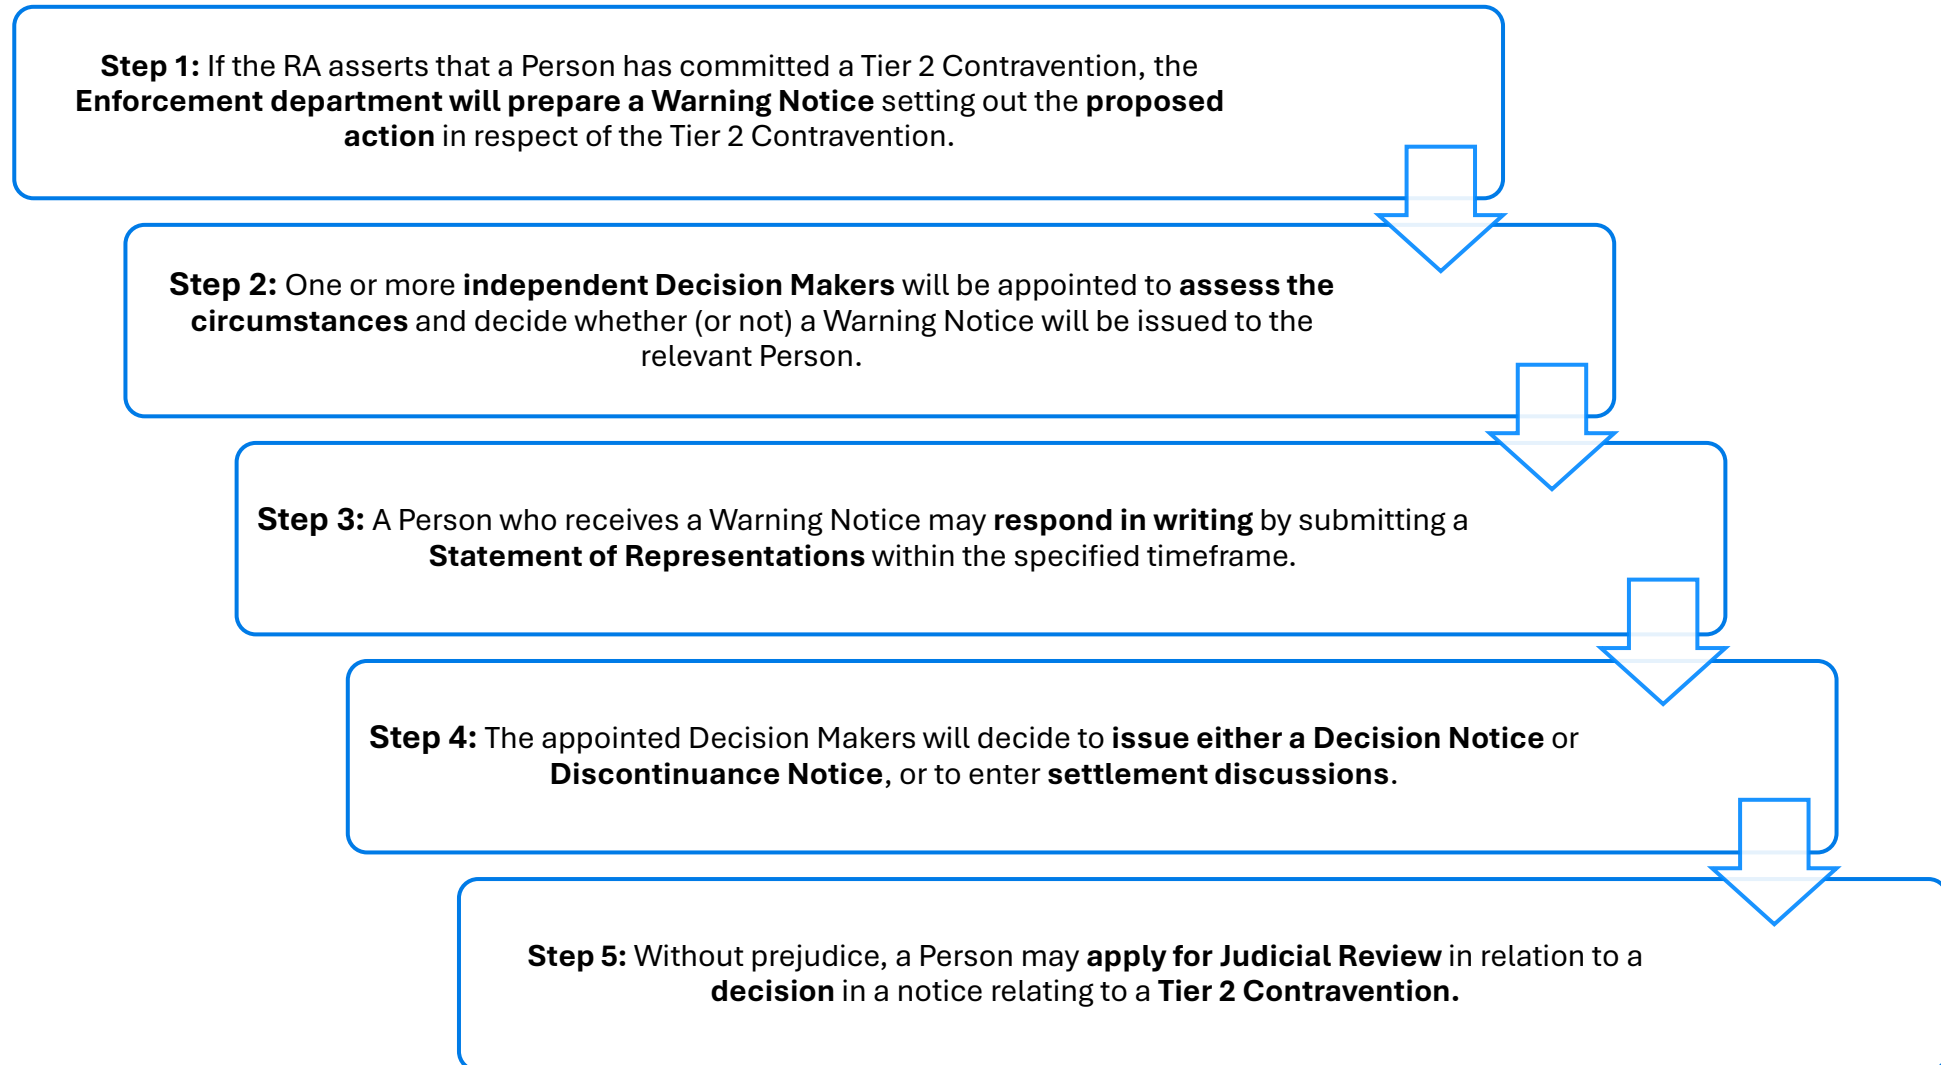 Step 1: If the RA asserts that a Person has committed a Tier 2 Contravention, the
Enforcement department will prepare a Warning Notice setting out the proposed
action in respect of the Tier 2 Contravention.
Step 2: One or more independent Decision Makers will be appointed to assess the
circumstances and decide whether (or not) a Warning Notice will be issued to the
relevant Person.
Step 3: A Person who receives a Warning Notice may respond in writing by submitting a
Statement of Representations within the specified timeframe.
Step 4: The appointed Decision Makers will decide to issue either a Decision Notice or
Discontinuance Notice, or to enter settlement discussions.
Step 5: Without prejudice, a Person may apply for Judicial Review in relation to a
decision in a notice relating to a Tier 2 Contravention.